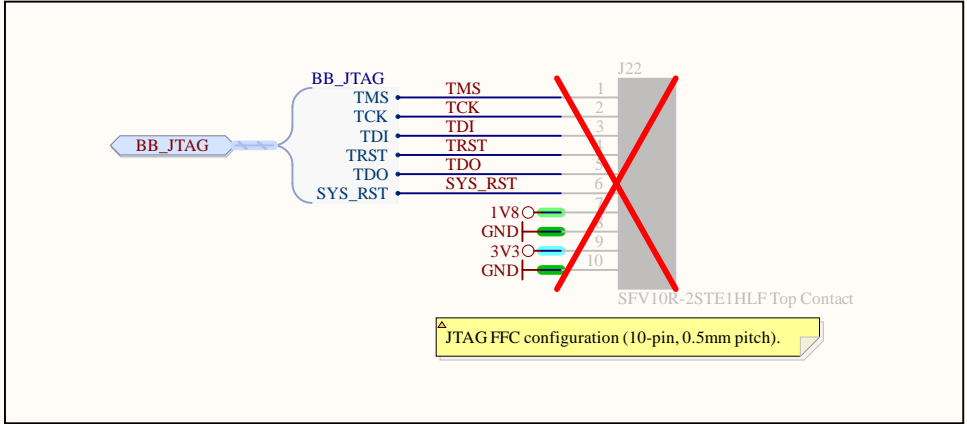 J22
BB_JTAG
TMS TMS 1
TCK TCK 2
TDI TDI 3
BB_JTAG
TRST TRST 4
TDO TDO 5
SYS_RST SYS_RST 6
1V8 7
GND 8
3V3 9
GND 10
SFV10R-2STE1HLF Top Contact
JTAG FFC configuration (10-pin, 0.5mm pitch).